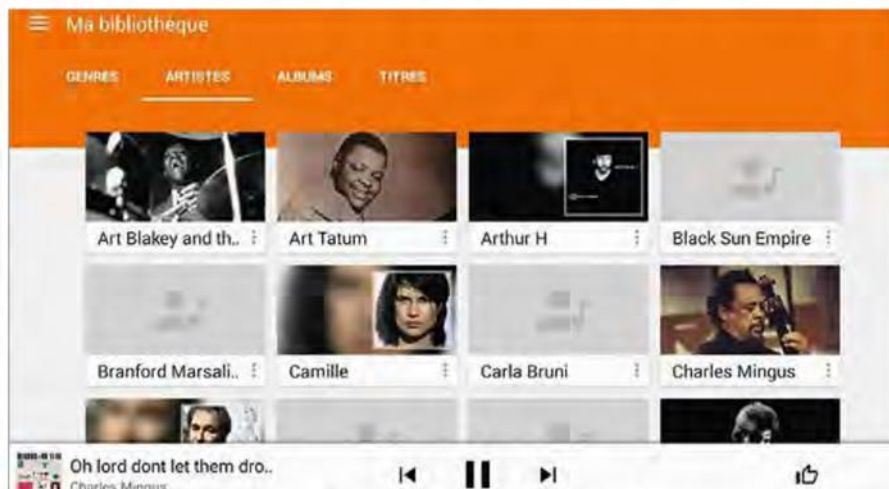 Ma bibliothèque
GENRES ARTISTES ALBUMS TITRES
Art Blakey and th.. Art Tatum Arthur H Black Sun Empire
Branford Marsali.. Camille Carla Bruni Charles Mingus
Oh lord dont let them dro..
Charles Mingus